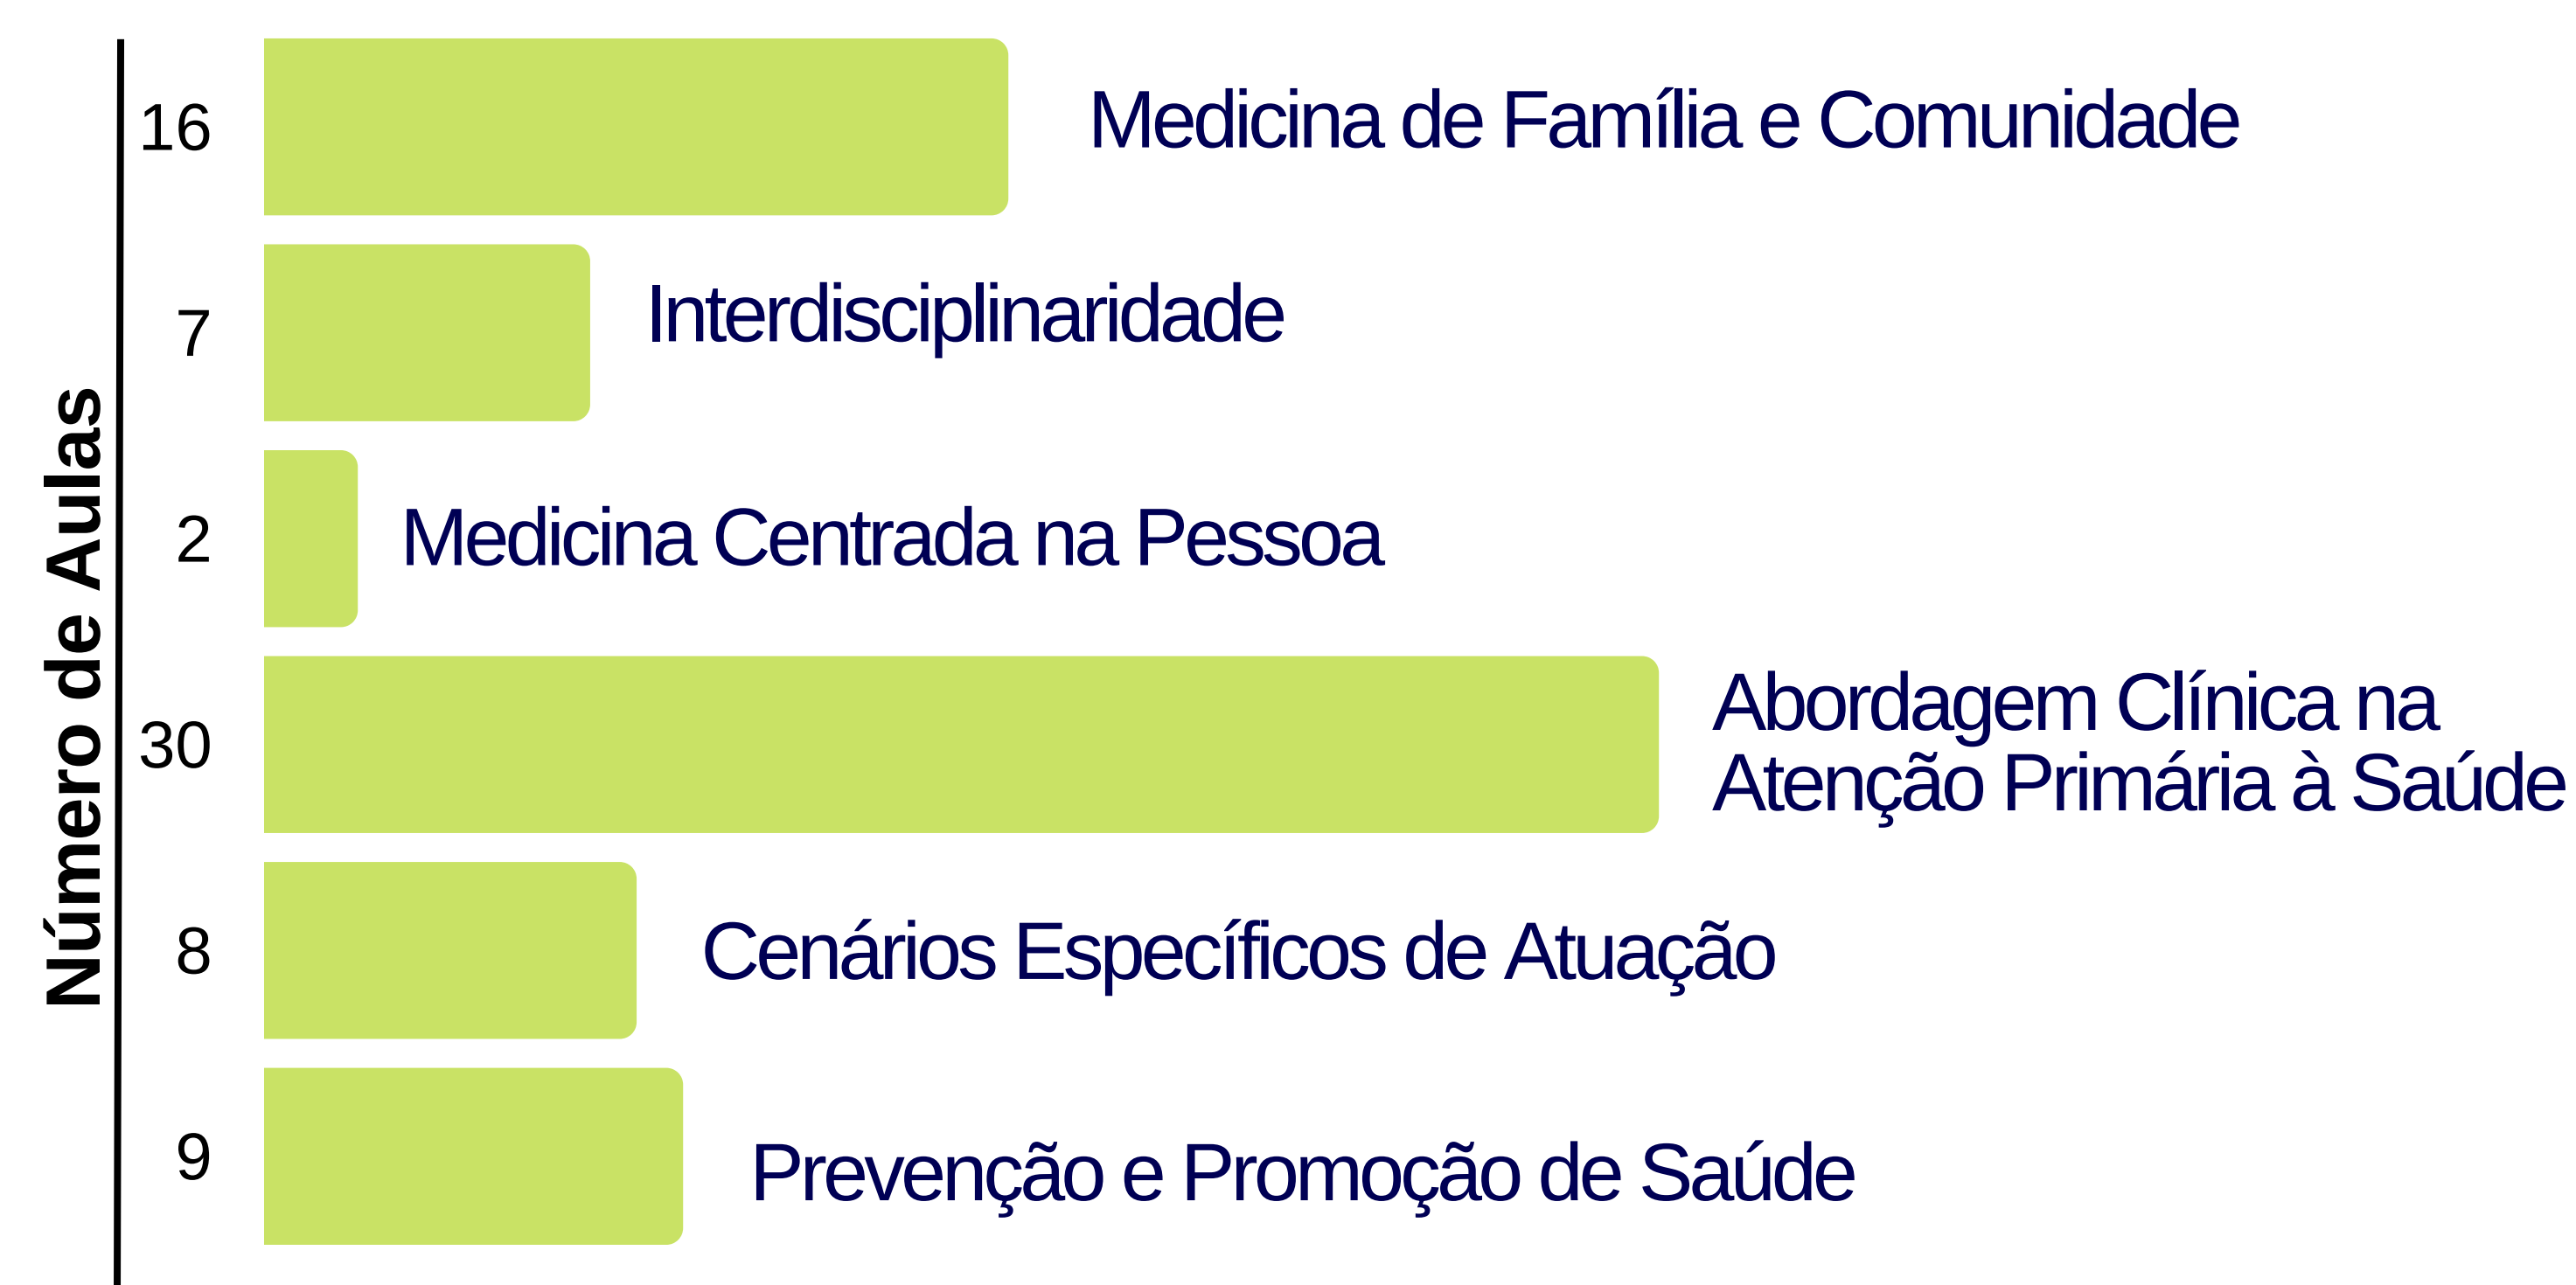 Número de Aulas
16
Medicina de Família e Comunidade
7
Interdisciplinaridade
2
Medicina Centrada na Pessoa
30
Abordagem Clínica na
Atenção Primária à Saúde
8
Cenários Específicos de Atuação
9
Prevenção e Promoção de Saúde